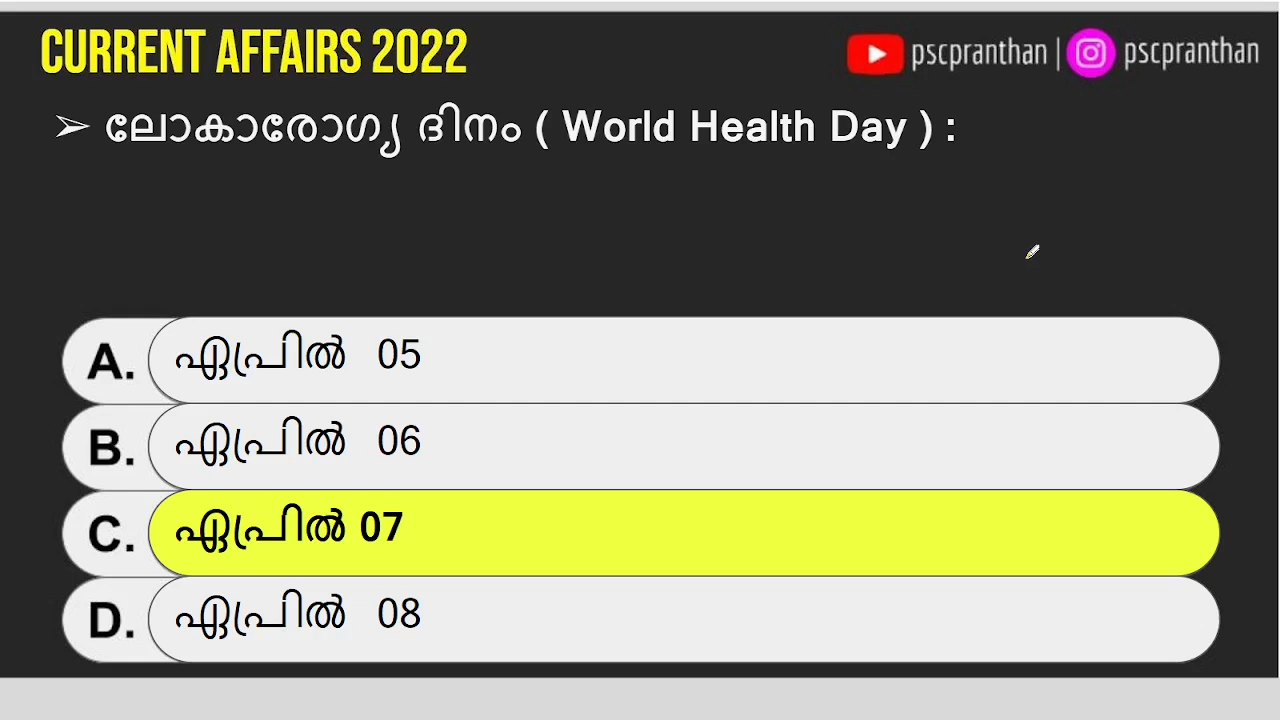 CURRENT AFFAIRS 2022
pscpranthan | pscpranthan
➢ ലോകാരോഗ്യ ദിനം ( World Health Day ) :
A. ഏപ്രിൽ 05
B. ഏപ്രിൽ 06
C. ഏപ്രിൽ 07
D. ഏപ്രിൽ 08